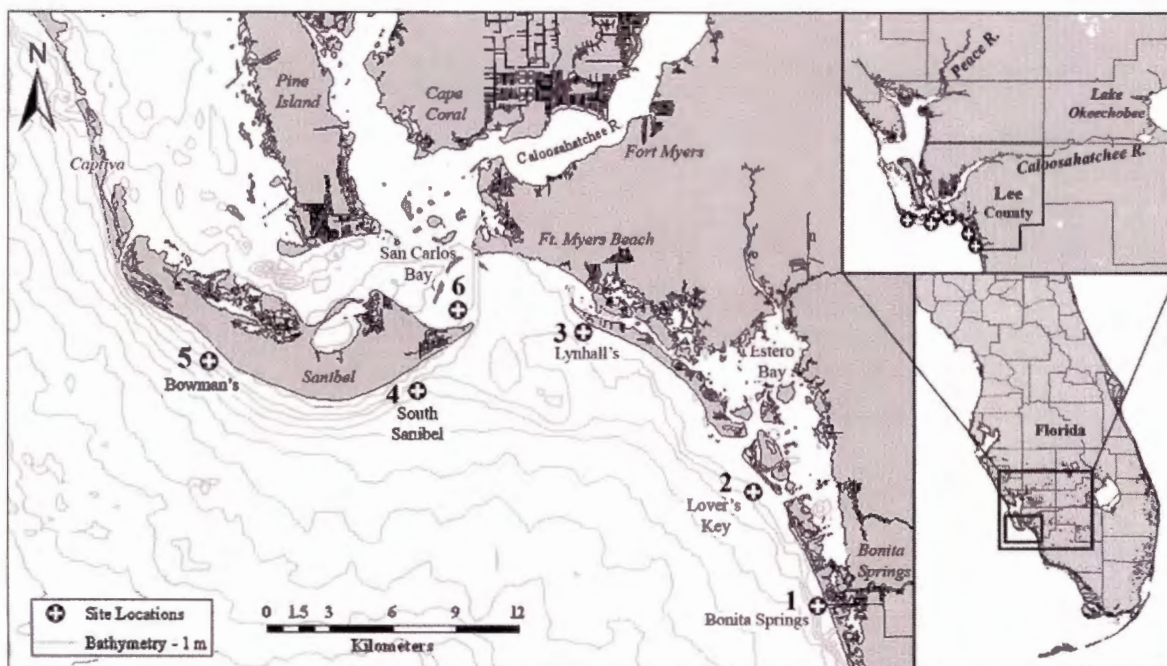 N
Pine
Island
Cape
Coral
Captiva
Caloosahatchee R.
Fort Myers
San Carlos
Bay
Ft. Myers Beach
6
3
Lynhall's
Estero
Bay
5
Bowman's
Sanibel
4
South
Sanibel
2
Lover's
Key
Bonita
Springs
1
Bonita Springs
Site Locations
Bathymetry - 1 m
0 1.5 3 6 9 12
Kilometers
Peace R.
Lake
Okeechobee
Caloosahatchee R.
Lee
County
Florida